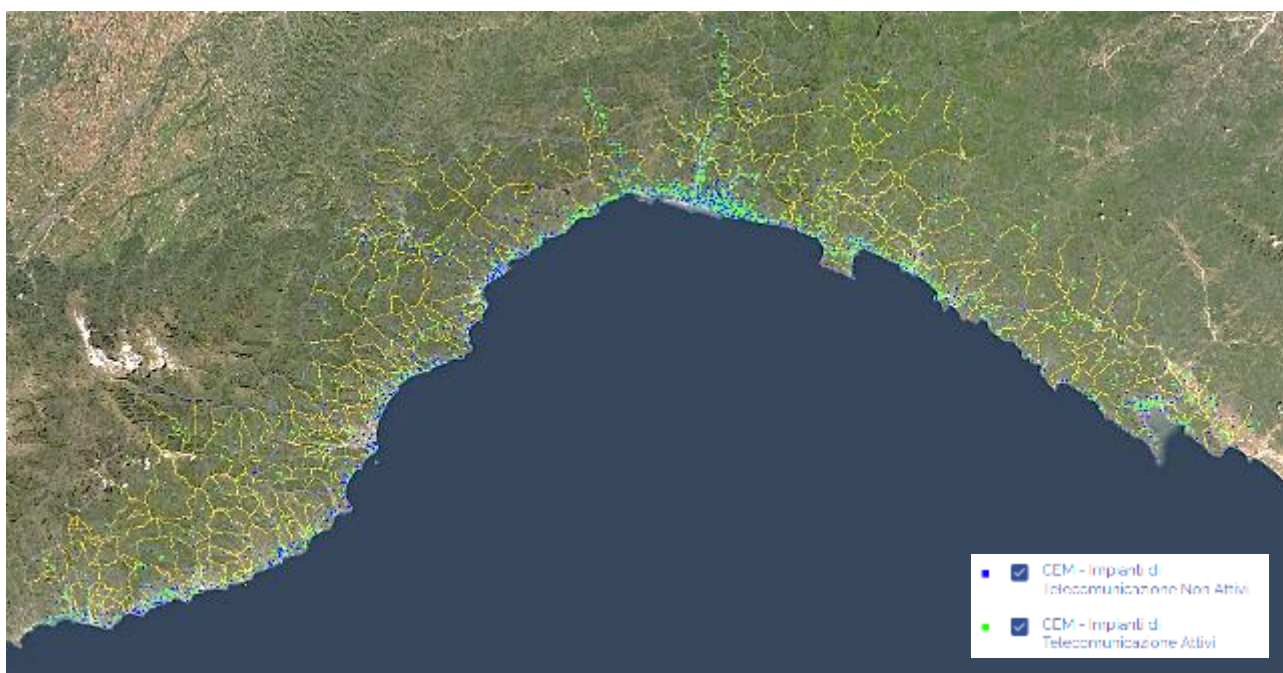 CEM - Impianti di
Telecomunicazione Non Attivi
CEM - Impianti di
Telecomunicazione Attivi